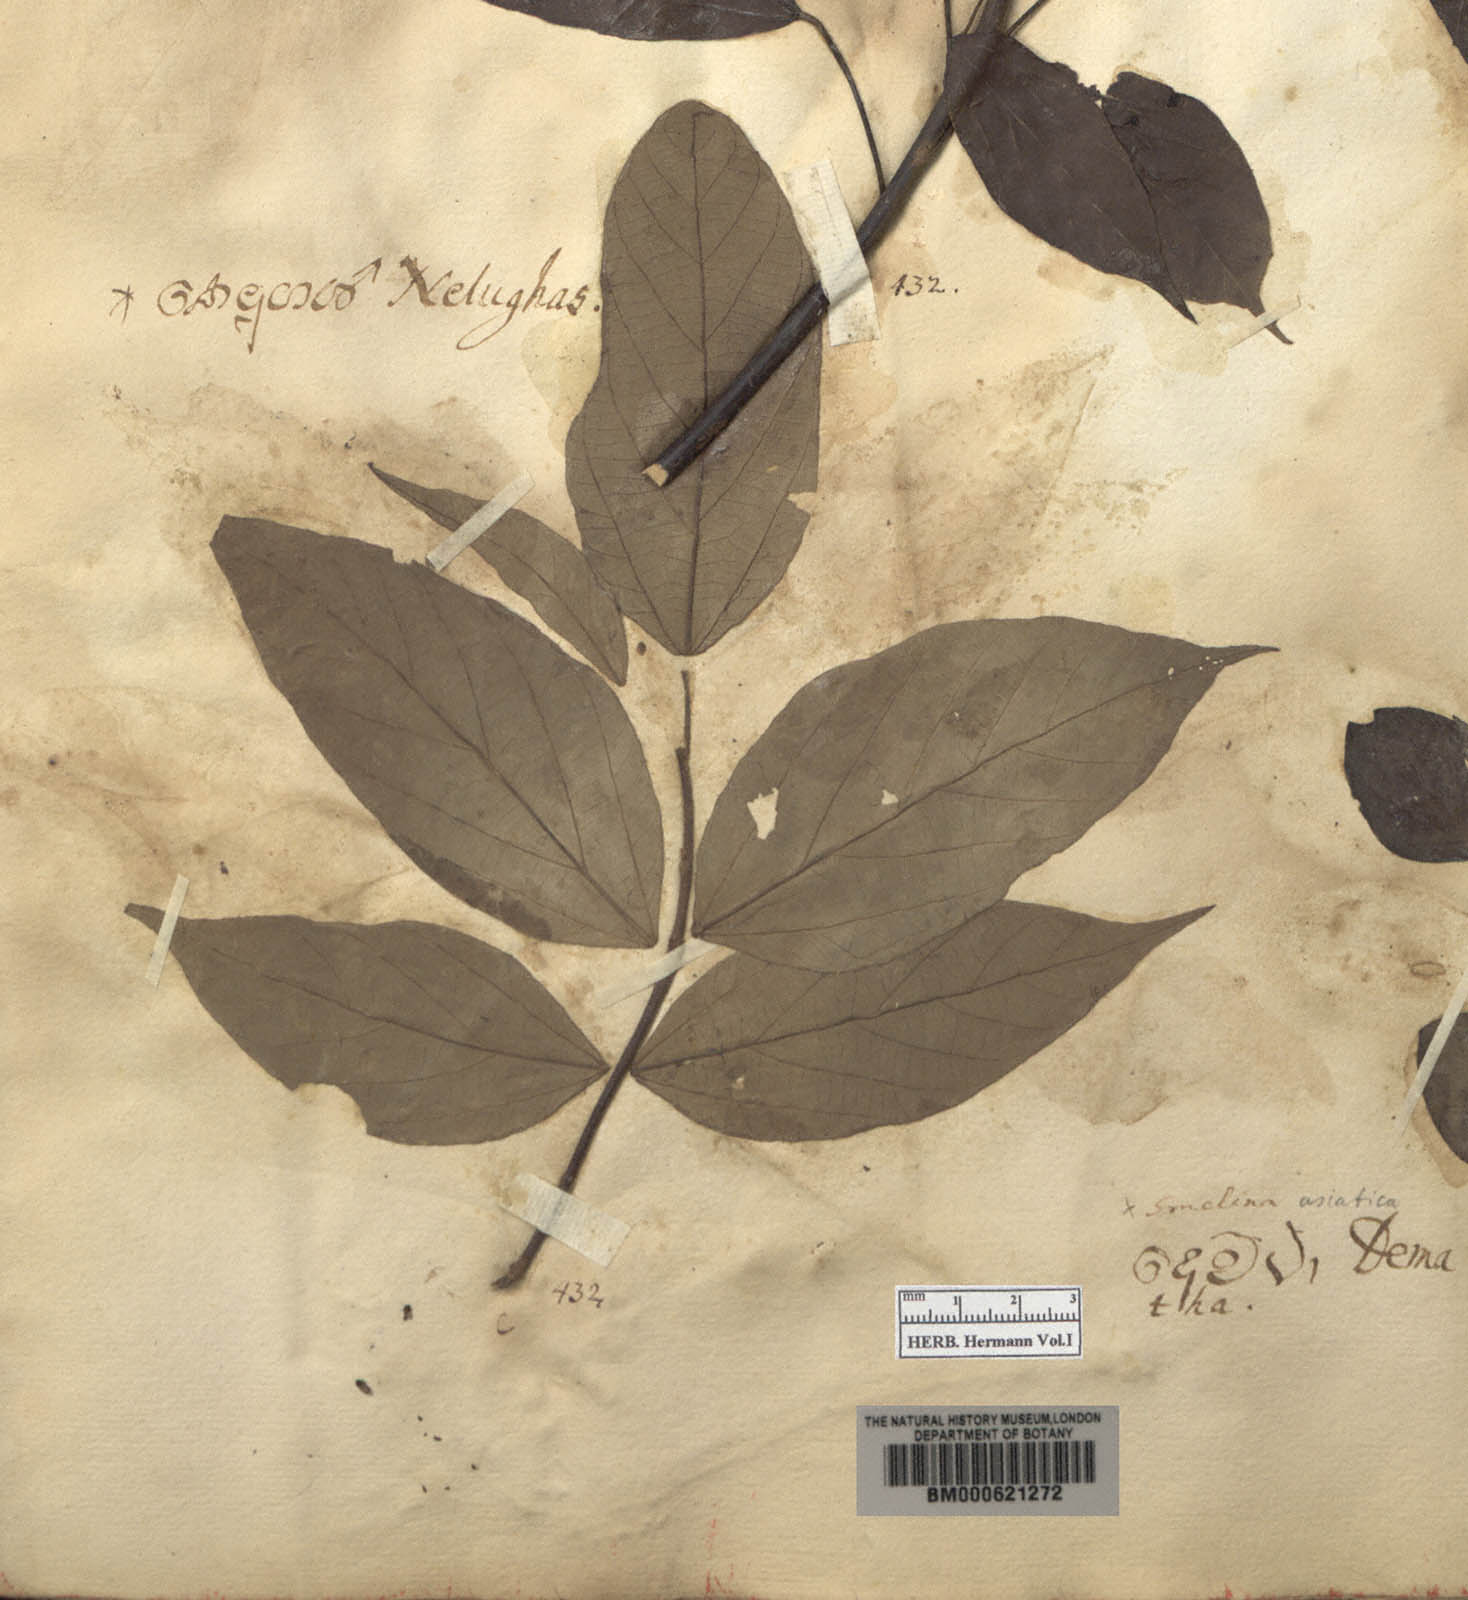 Nelughas.
432.
asiatica
Dema
tha.
432
c
mm 1 2 3
HERB. Hermann Vol.I
THE NATURAL HISTORY MUSEUM,LONDON
DEPARTMENT OF BOTANY
BM000621272